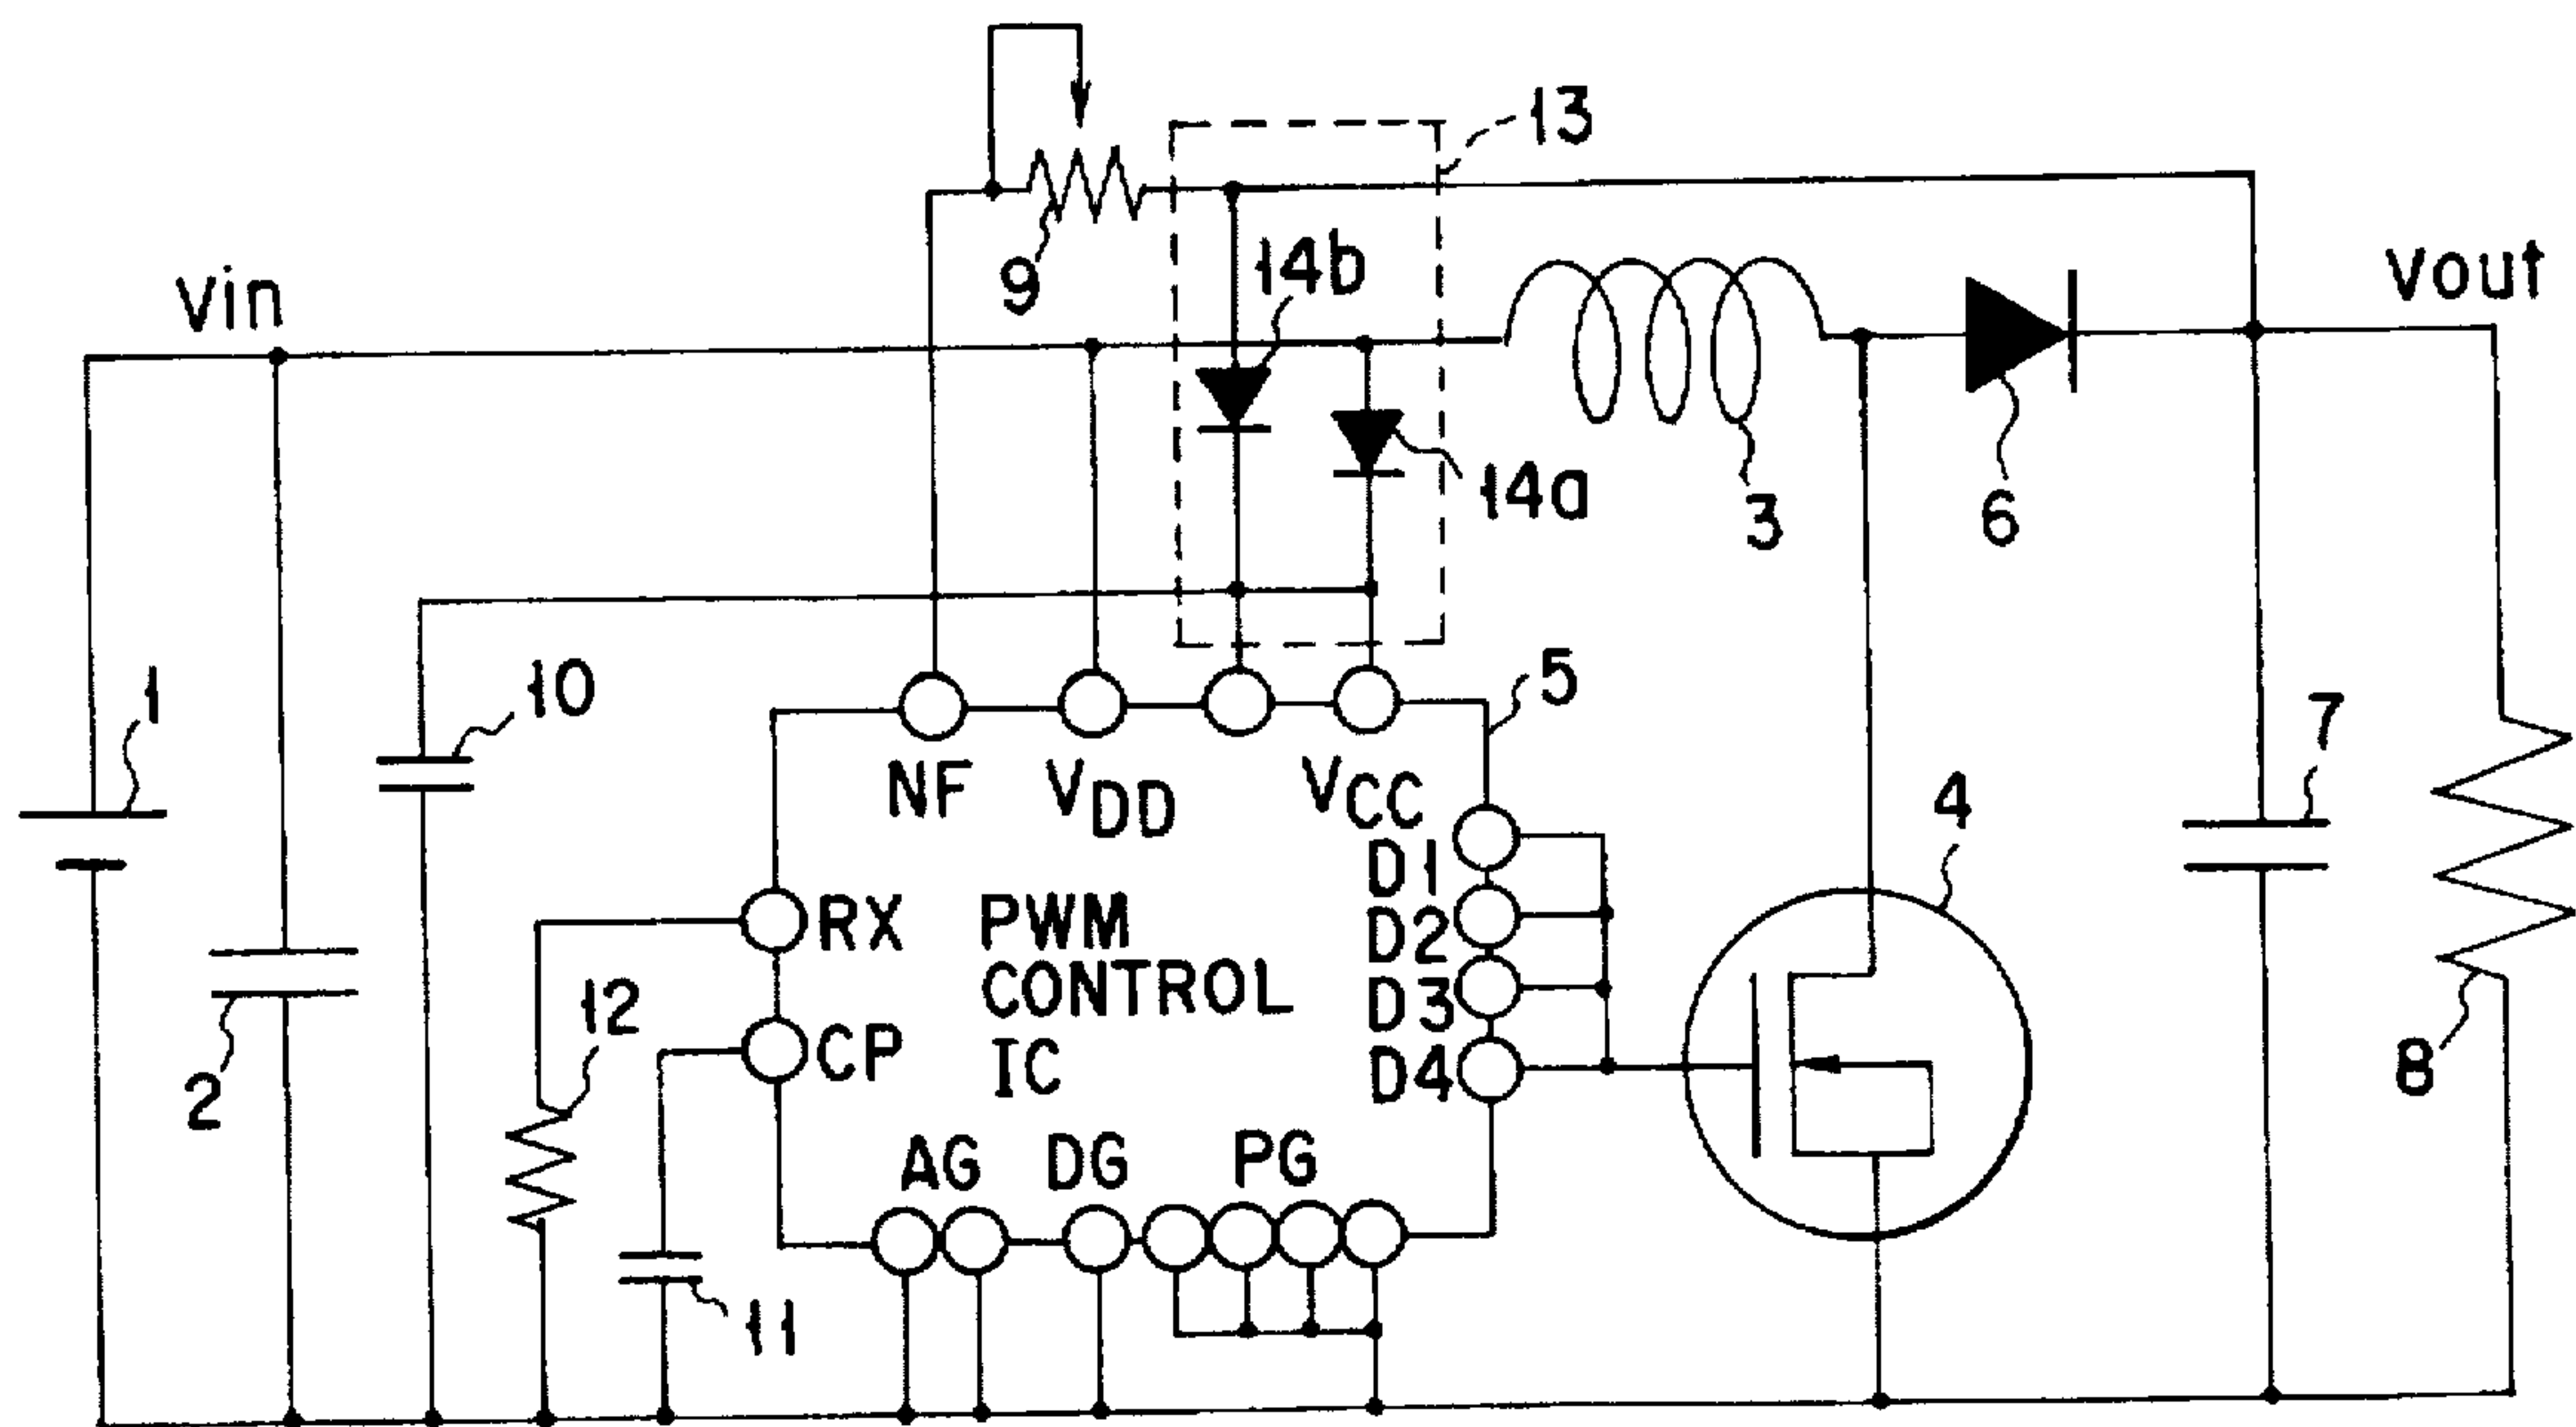 13
14b
9
Vin
Vout
14a
3
6
1
10
5
7
NF
VDD
VCC
4
D1
RX
PWM
D2
CONTROL
D3
12
CP
IC
D4
2
8
AG
DG
PG
11